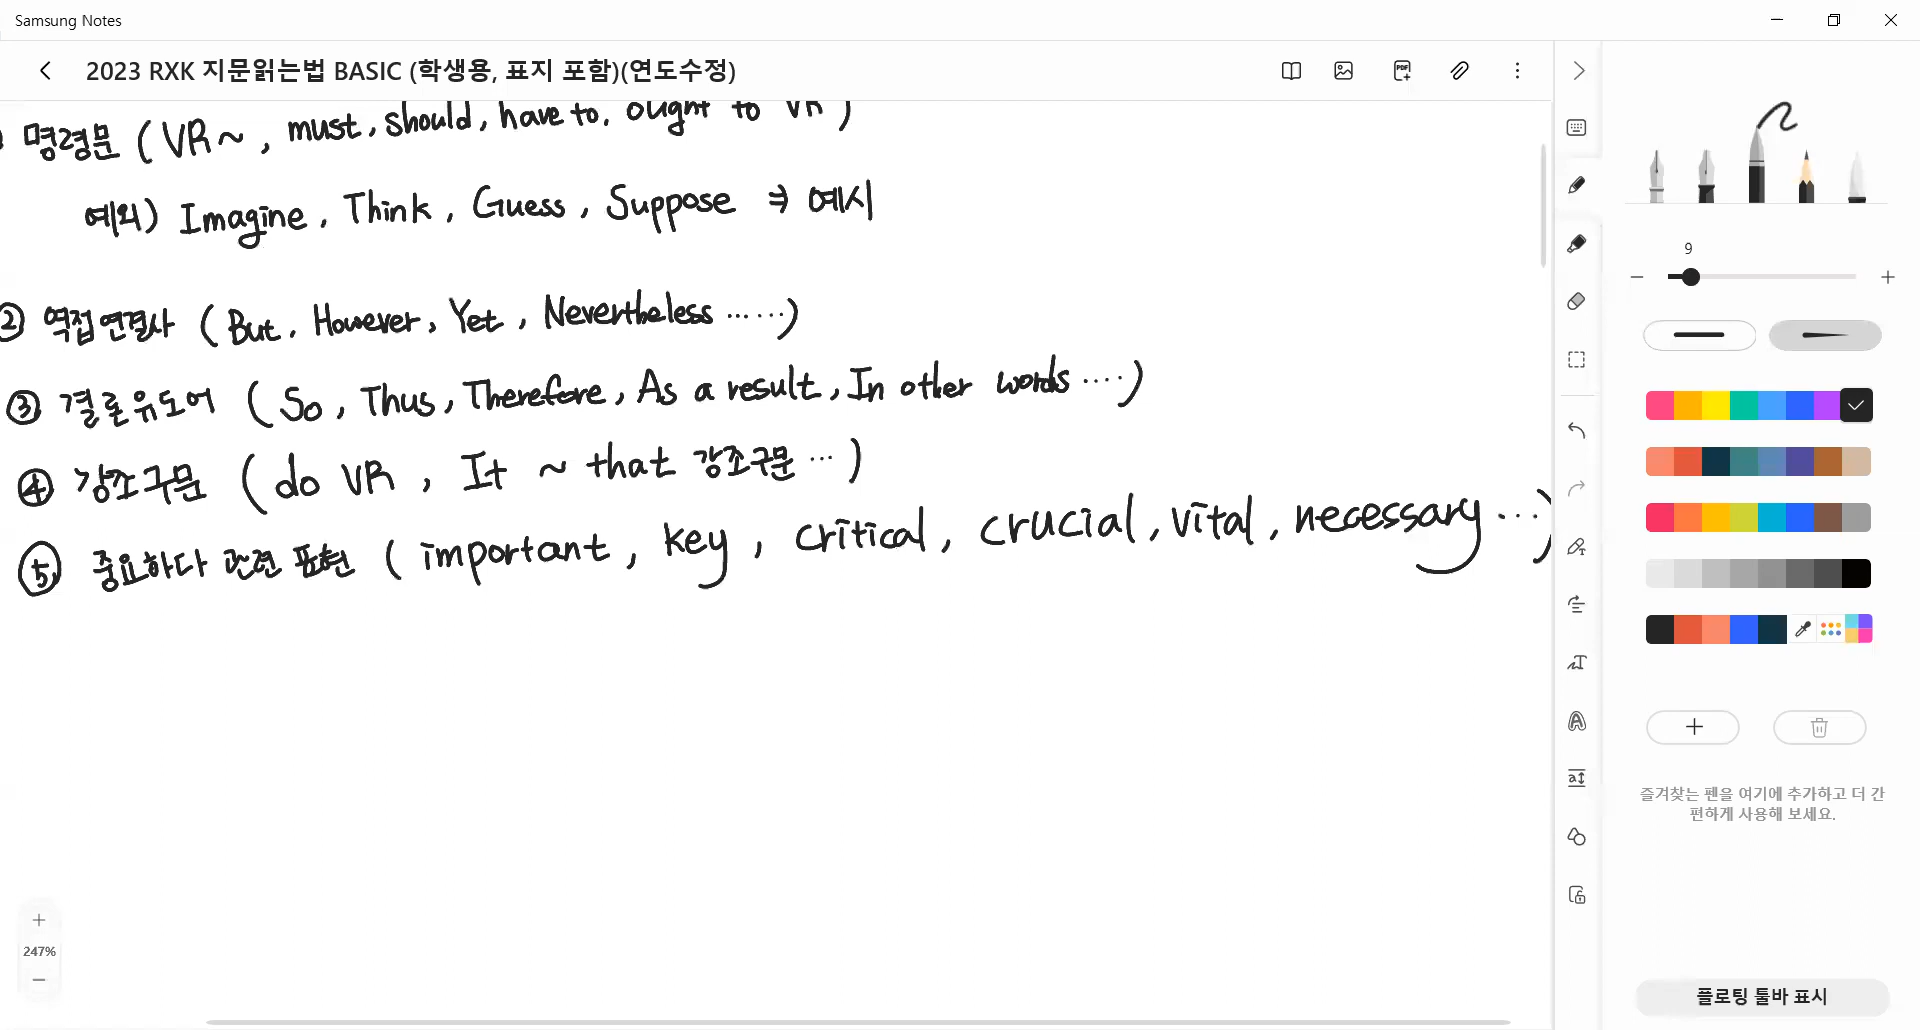 Samsung Notes
2023 RXK 지문읽는법 BASIC (학생용, 표지 포함)(연도수정)
명령문 ( VR ~ , must, should, have to, ought to VR )
예외) Imagine, Think, Guess, Suppose ⇒ 예시
② 역접연결사 ( But, However, Yet, Nevertheless ……)
③ 결론유도어 ( So, Thus, Therefore, As a result, In other words ....)
④ 강조구문 ( do VR , It ~ that 강조구문 … )
⑤ 중요하다 관련 표현 ( important, key, critical, crucial, vital, necessary ...)
9
즐겨찾는 펜을 여기에 추가하고 더 간
편하게 사용해 보세요.
247%
플로팅 툴바 표시